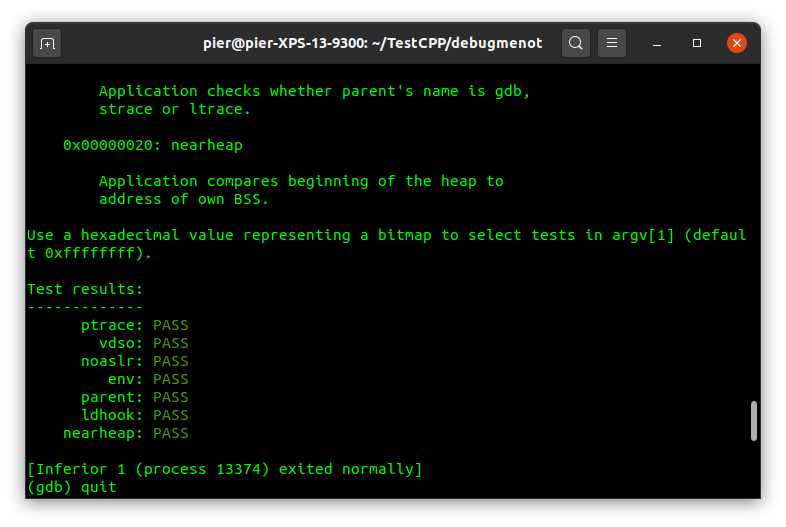 pier@pier-XPS-13-9300: ~/TestCPP/debugmenot
Application checks whether parent's name is gdb,
strace or ltrace.
0x00000020: nearheap
Application compares beginning of the heap to
address of own BSS.
Use a hexadecimal value representing a bitmap to select tests in argv[1] (defaul
t 0xffffffff).
Test results:
-------------
ptrace: PASS
vdso: PASS
noaslr: PASS
env: PASS
parent: PASS
ldhook: PASS
nearheap: PASS
[Inferior 1 (process 13374) exited normally]
(gdb) quit